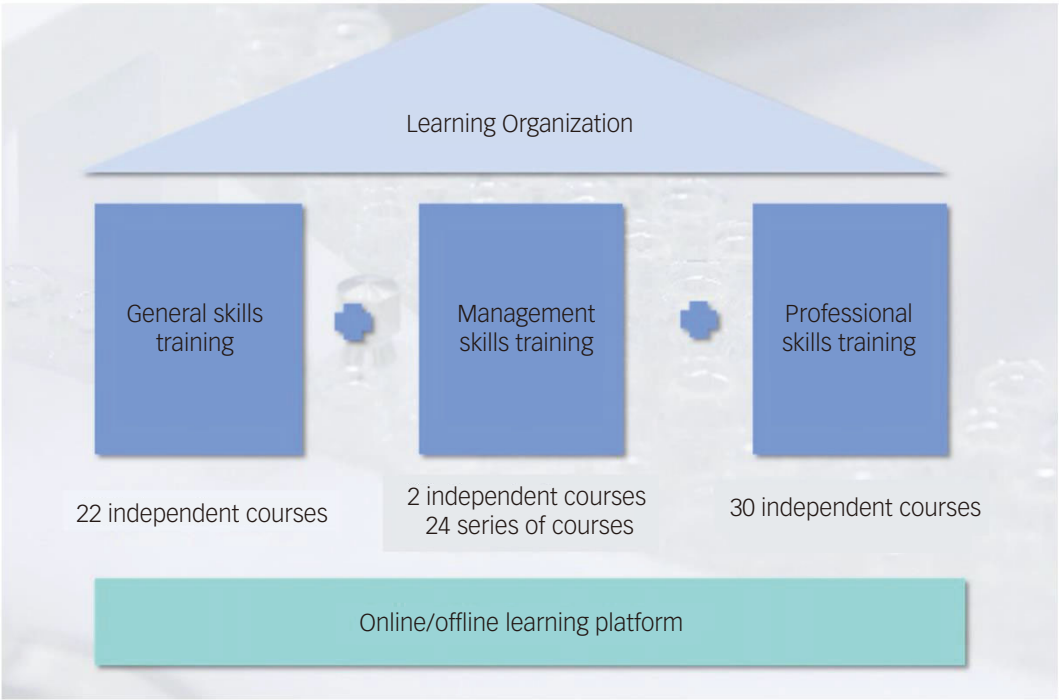 Learning Organization
General skills
training
Management
skills training
Professional
skills training
22 independent courses
2 independent courses
24 series of courses
30 independent courses
Online/offline learning platform